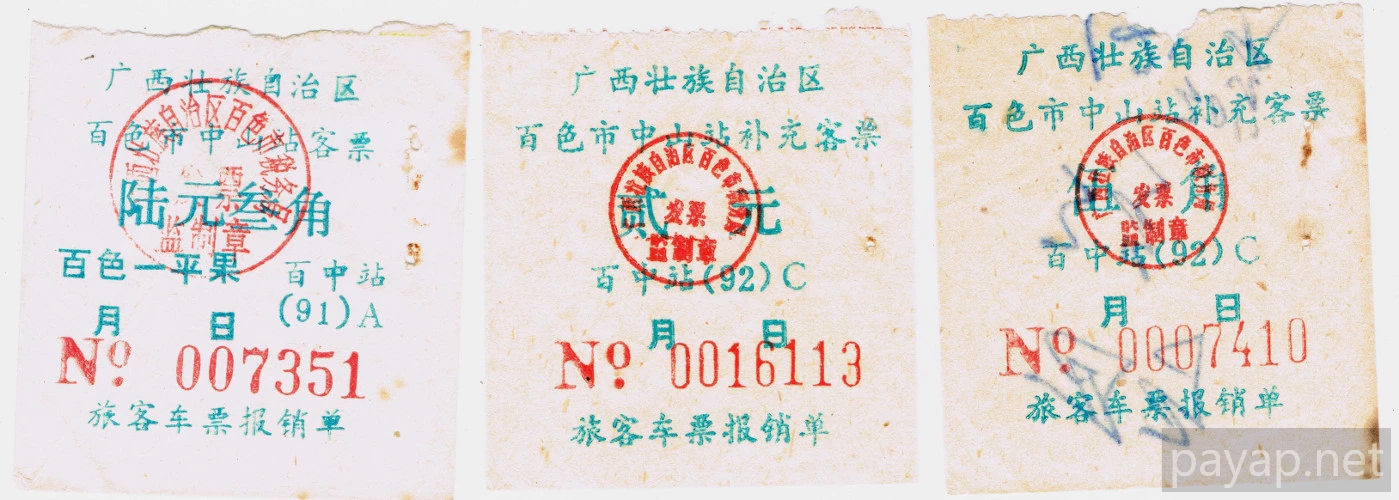 广西壮族自治区
百色市中山站客票
陆元叁角
百色—平果 百中站
(91)A
月 日
№ 007351
旅客车票报销单
监制章
广西壮族自治区
百色市中山站补充客票
贰 元
百中站(92)C
月 日
№ 0016113
旅客车票报销单
发票
监制章
广西壮族自治区
百色市中山站补充客票
伍 角
百中站(92)C
月 日
№ 0007410
旅客车票报销单
发票
监制章
payap.net